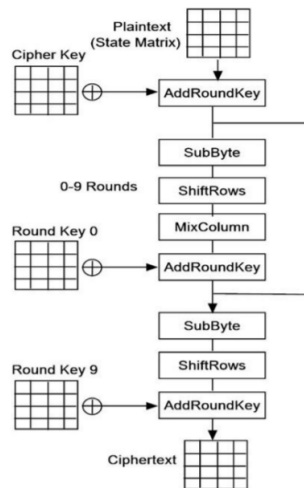 Plaintext
(State Matrix)
Cipher Key
AddRoundKey
SubByte
0-9 Rounds
ShiftRows
MixColumn
Round Key 0
AddRoundKey
SubByte
ShiftRows
Round Key 9
AddRoundKey
Ciphertext